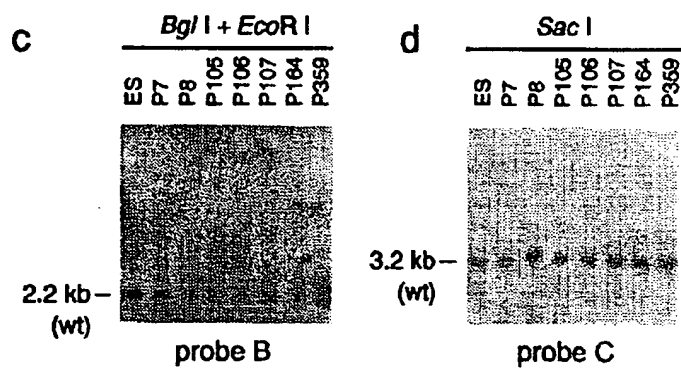 c
Bgl I + EcoR I
ES P7 P8 P105 P106 P107 P164 P359
2.2 kb
(wt)
probe B
d
Sac I
ES P7 P8 P105 P106 P107 P164 P359
3.2 kb
(wt)
probe C